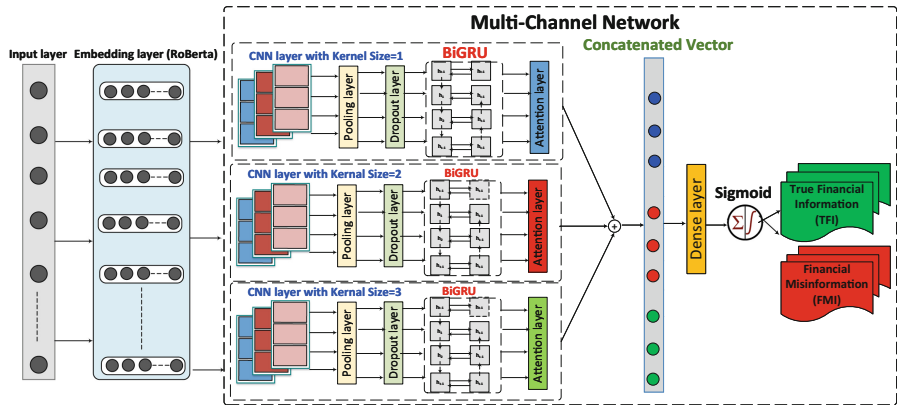 Multi-Channel Network
Input layer
Embedding layer (RoBerta)
CNN layer with Kernel Size=1
BiGRU
Pooling layer
Dropout layer
Attention layer
CNN layer with Kernal Size=2
BiGRU
Pooling layer
Dropout layer
Attention layer
CNN layer with Kernal Size=3
BiGRU
Pooling layer
Dropout layer
Attention layer
Concatenated Vector
Dense layer
Sigmoid
Σ ∫
True Financial
Information
(TFI)
Financial
Misinformation
(FMI)